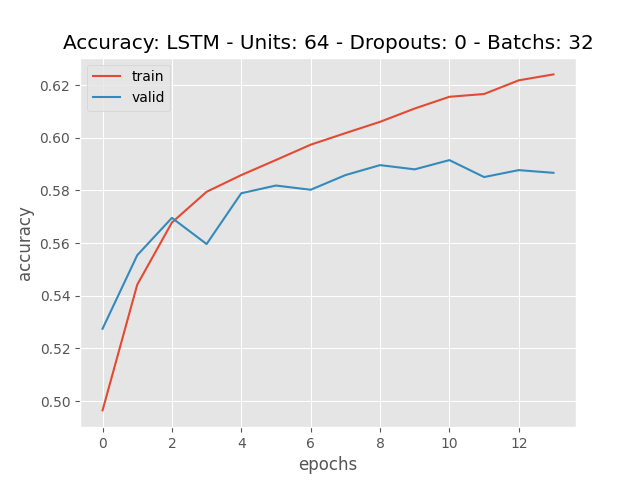 Accuracy: LSTM - Units: 64 - Dropouts: 0 - Batchs: 32
train
valid
0.62
0.60
0.58
0.56
0.54
0.52
0.50
accuracy
0 2 4 6 8 10 12
epochs